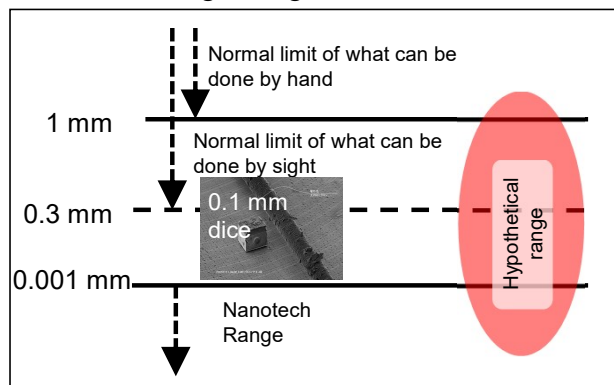 Normal limit of what can be
done by hand
1 mm
Normal limit of what can be
done by sight
0.1 mm
dice
0.3 mm
Hypothetical
range
0.001 mm
Nanotech
Range